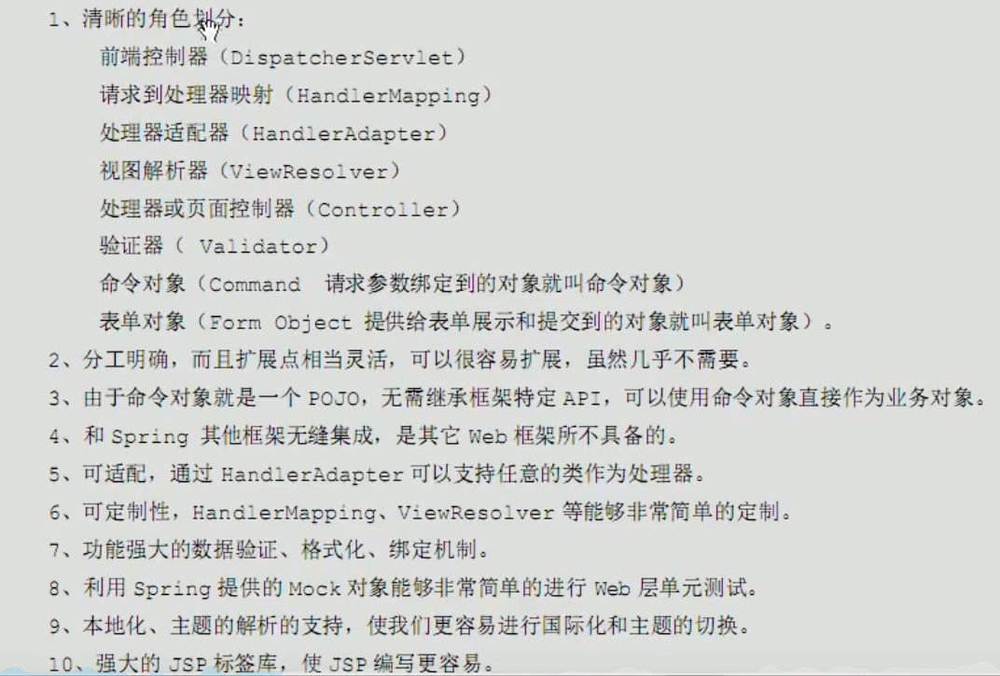 1、清晰的角色划分：
前端控制器（DispatcherServlet）
请求到处理器映射（HandlerMapping）
处理器适配器（HandlerAdapter）
视图解析器（ViewResolver）
处理器或页面控制器（Controller）
验证器（ Validator）
命令对象（Command 请求参数绑定到的对象就叫命令对象）
表单对象（Form Object 提供给表单展示和提交到的对象就叫表单对象）。
2、分工明确，而且扩展点相当灵活，可以很容易扩展，虽然几乎不需要。
3、由于命令对象就是一个 POJO，无需继承框架特定 API，可以使用命令对象直接作为业务对象。
4、和 Spring 其他框架无缝集成，是其它 Web 框架所不具备的。
5、可适配，通过 HandlerAdapter 可以支持任意的类作为处理器。
6、可定制性，HandlerMapping、ViewResolver 等能够非常简单的定制。
7、功能强大的数据验证、格式化、绑定机制。
8、利用 Spring 提供的 Mock 对象能够非常简单的进行 Web 层单元测试。
9、本地化、主题的解析的支持，使我们更容易进行国际化和主题的切换。
10、强大的 JSP 标签库，使 JSP 编写更容易。